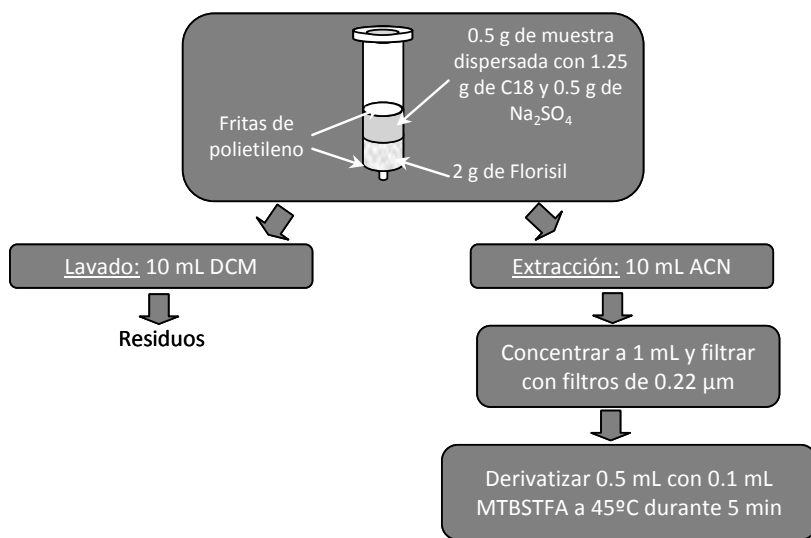 0.5 g de muestra
dispersada con 1.25
g de C18 y 0.5 g de
Na₂SO₄
Fritas de
polietileno
2 g de Florisil
Lavado: 10 mL DCM
Extracción: 10 mL ACN
Residuos
Concentrar a 1 mL y filtrar
con filtros de 0.22 µm
Derivatizar 0.5 mL con 0.1 mL
MTBSTFA a 45ºC durante 5 min